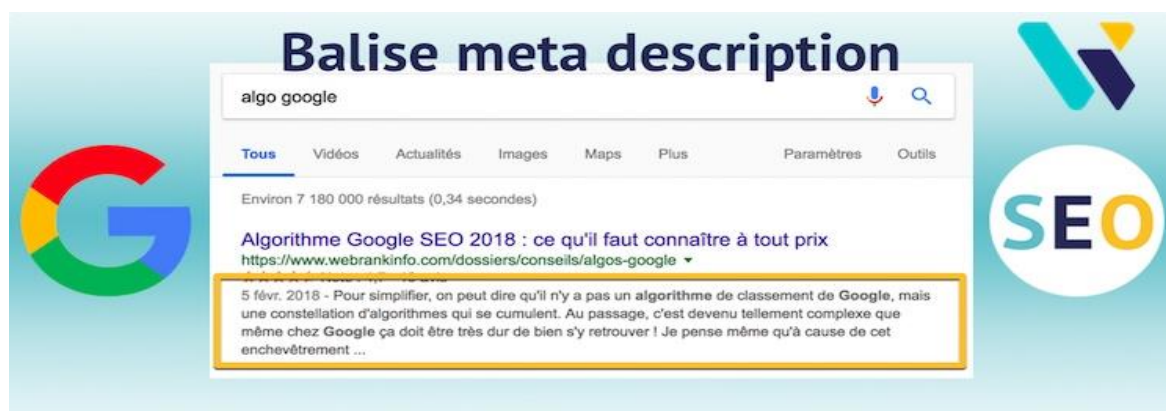 Balise meta description
algo google
Tous Vidéos Actualités Images Maps Plus Paramètres Outils
Environ 7 180 000 résultats (0,34 secondes)
Algorithme Google SEO 2018 : ce qu'il faut connaître à tout prix
https://www.webrankinfo.com/dossiers/conseils/algos-google
5 févr. 2018 - Pour simplifier, on peut dire qu'il n'y a pas un algorithme de classement de Google, mais
une constellation d'algorithmes qui se cumulent. Au passage, c'est devenu tellement complexe que
même chez Google ça doit être très dur de bien s'y retrouver ! Je pense même qu'à cause de cet
enchevêtrement ...
SEO